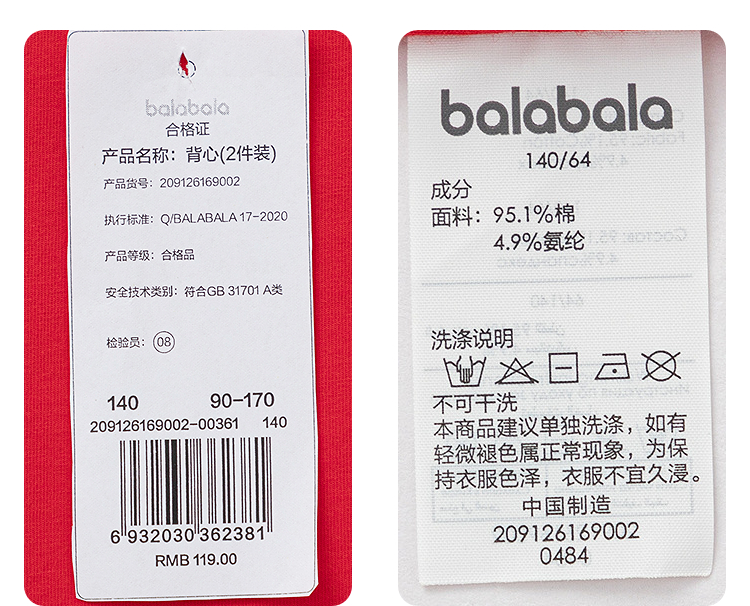 balabala
合格证
产品名称：背心(2件装)
产品货号：209126169002
执行标准：Q/BALABALA 17-2020
产品等级：合格品
安全技术类别：符合GB 31701 A类
检验员：08
140 90-170
209126169002-00361 140
6 932030 362381
RMB 119.00
balabala
140/64
成分
面料：95.1%棉
4.9%氨纶
洗涤说明
不可干洗
本商品建议单独洗涤，如有
轻微褪色属正常现象，为保
持衣服色泽，衣服不宜久浸。
中国制造
209126169002
0484